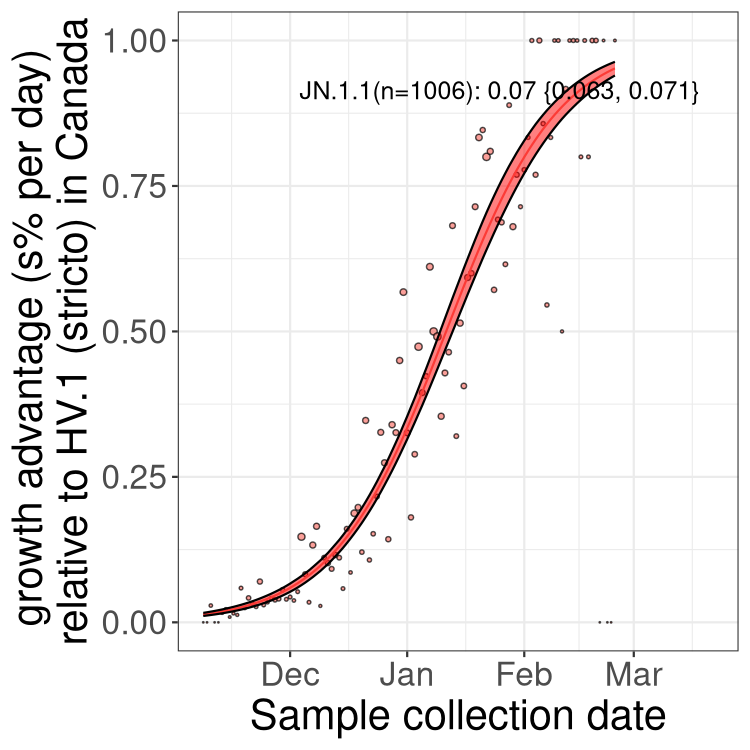 growth advantage (s% per day)
relative to HV.1 (stricto) in Canada
1.00
0.75
0.50
0.25
0.00
JN.1.1(n=1006): 0.07 {0.063, 0.071}
Dec Jan Feb Mar
Sample collection date